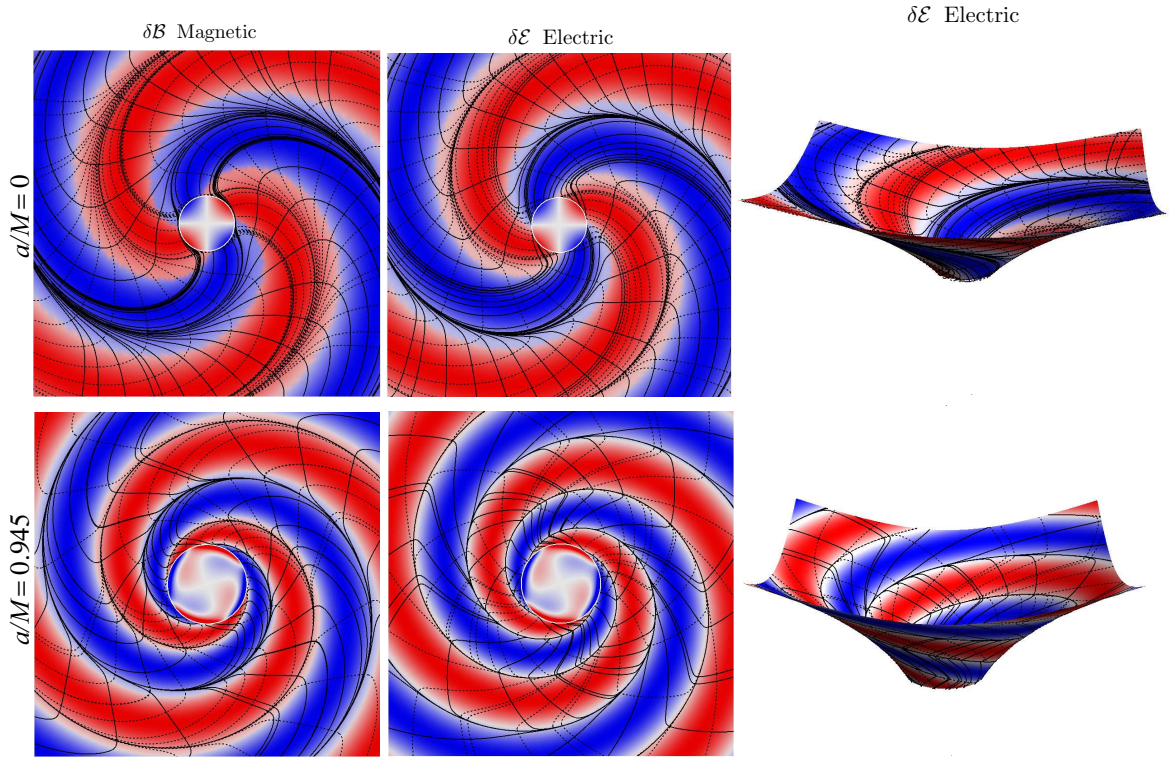 δℰ Electric
δℬ Magnetic
δℰ Electric
a/M = 0
a/M = 0.945